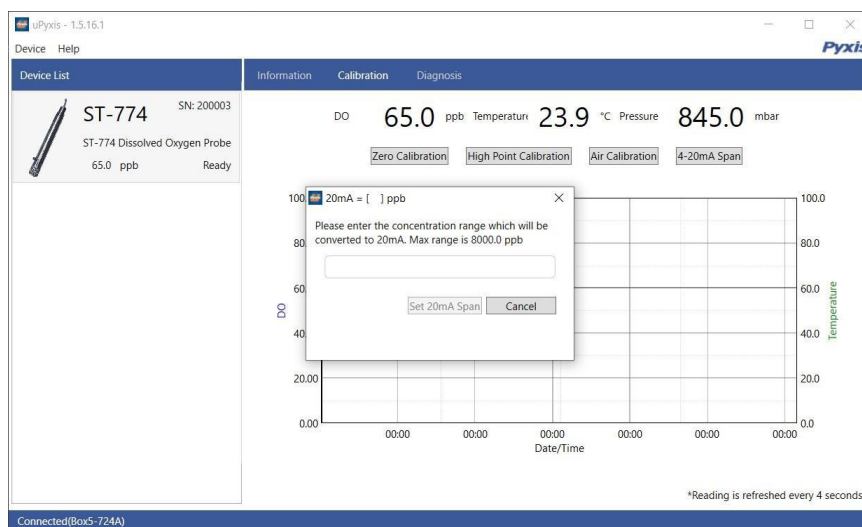 uPyxis - 1.5.16.1
Device Help
Pyxis
Device List
Information Calibration Diagnosis
ST-774 SN: 200003
ST-774 Dissolved Oxygen Probe
65.0 ppb Ready
DO 65.0 ppb Temperature 23.9 °C Pressure 845.0 mbar
Zero Calibration High Point Calibration Air Calibration 4-20mA Span
20mA = [ ] ppb
Please enter the concentration range which will be
converted to 20mA. Max range is 8000.0 ppb
Set 20mA Span Cancel
100. 100.0
80. 80.0
60. 60.0
DO
Temperature
40. 40.0
20.00 20.0
0.00 0.0
00:00 00:00 00:00 00:00 00:00 00:00
Date/Time
*Reading is refreshed every 4 seconds
Connected(Box5-724A)